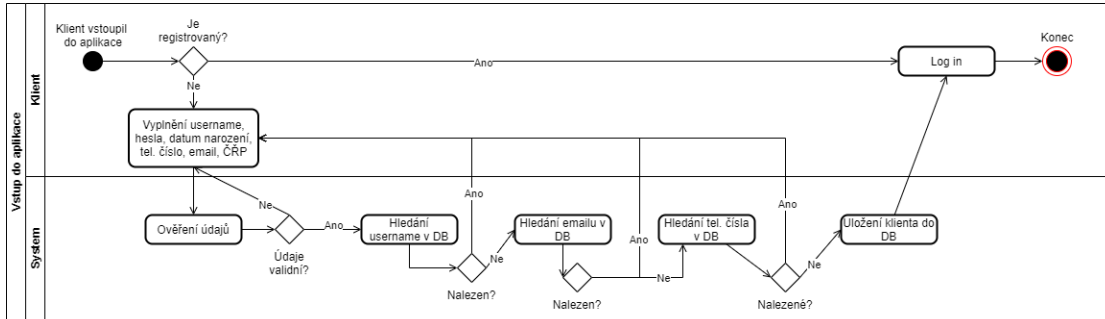 Vstup do aplikace
Klient
System
Klient vstoupil
do aplikace
Je
registrovaný?
Ano
Ne
Log in
Konec
Vyplnění username,
hesla, datum narození,
tel. číslo, email, ČŘP
Ověření údajů
Ne
Údaje
validní?
Ano
Hledání
username v DB
Nalezen?
Ano
Ne
Hledání emailu v
DB
Nalezen?
Ano
Ne
Hledání tel. čísla
v DB
Nalezené?
Ano
Ne
Uložení klienta do
DB